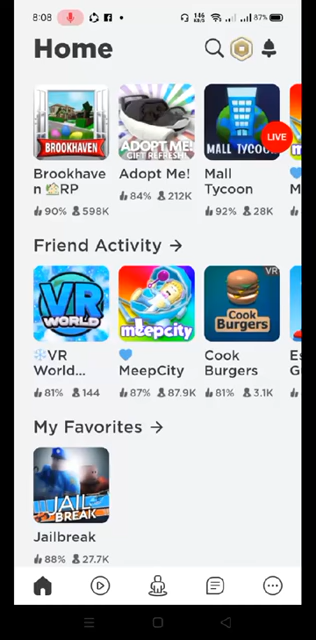 8:08
87%
Home
BROOKHAVEN
ADOPT ME!
GIFT REFRESH!
MALL TYCOO
LIVE
Brookhave
n 🏡RP
Adopt Me!
Mall
Tycoon
M
90% 598K
84% 212K
92% 28K
Friend Activity →
VR
WORLD
meepcity
VR
Cook
Burgers
❄️VR
World...
💙
MeepCity
Cook
Burgers
Es
G
81% 144
87% 87.9K
81% 3.1K
My Favorites →
JAIL
BREAK
Jailbreak
88% 27.7K